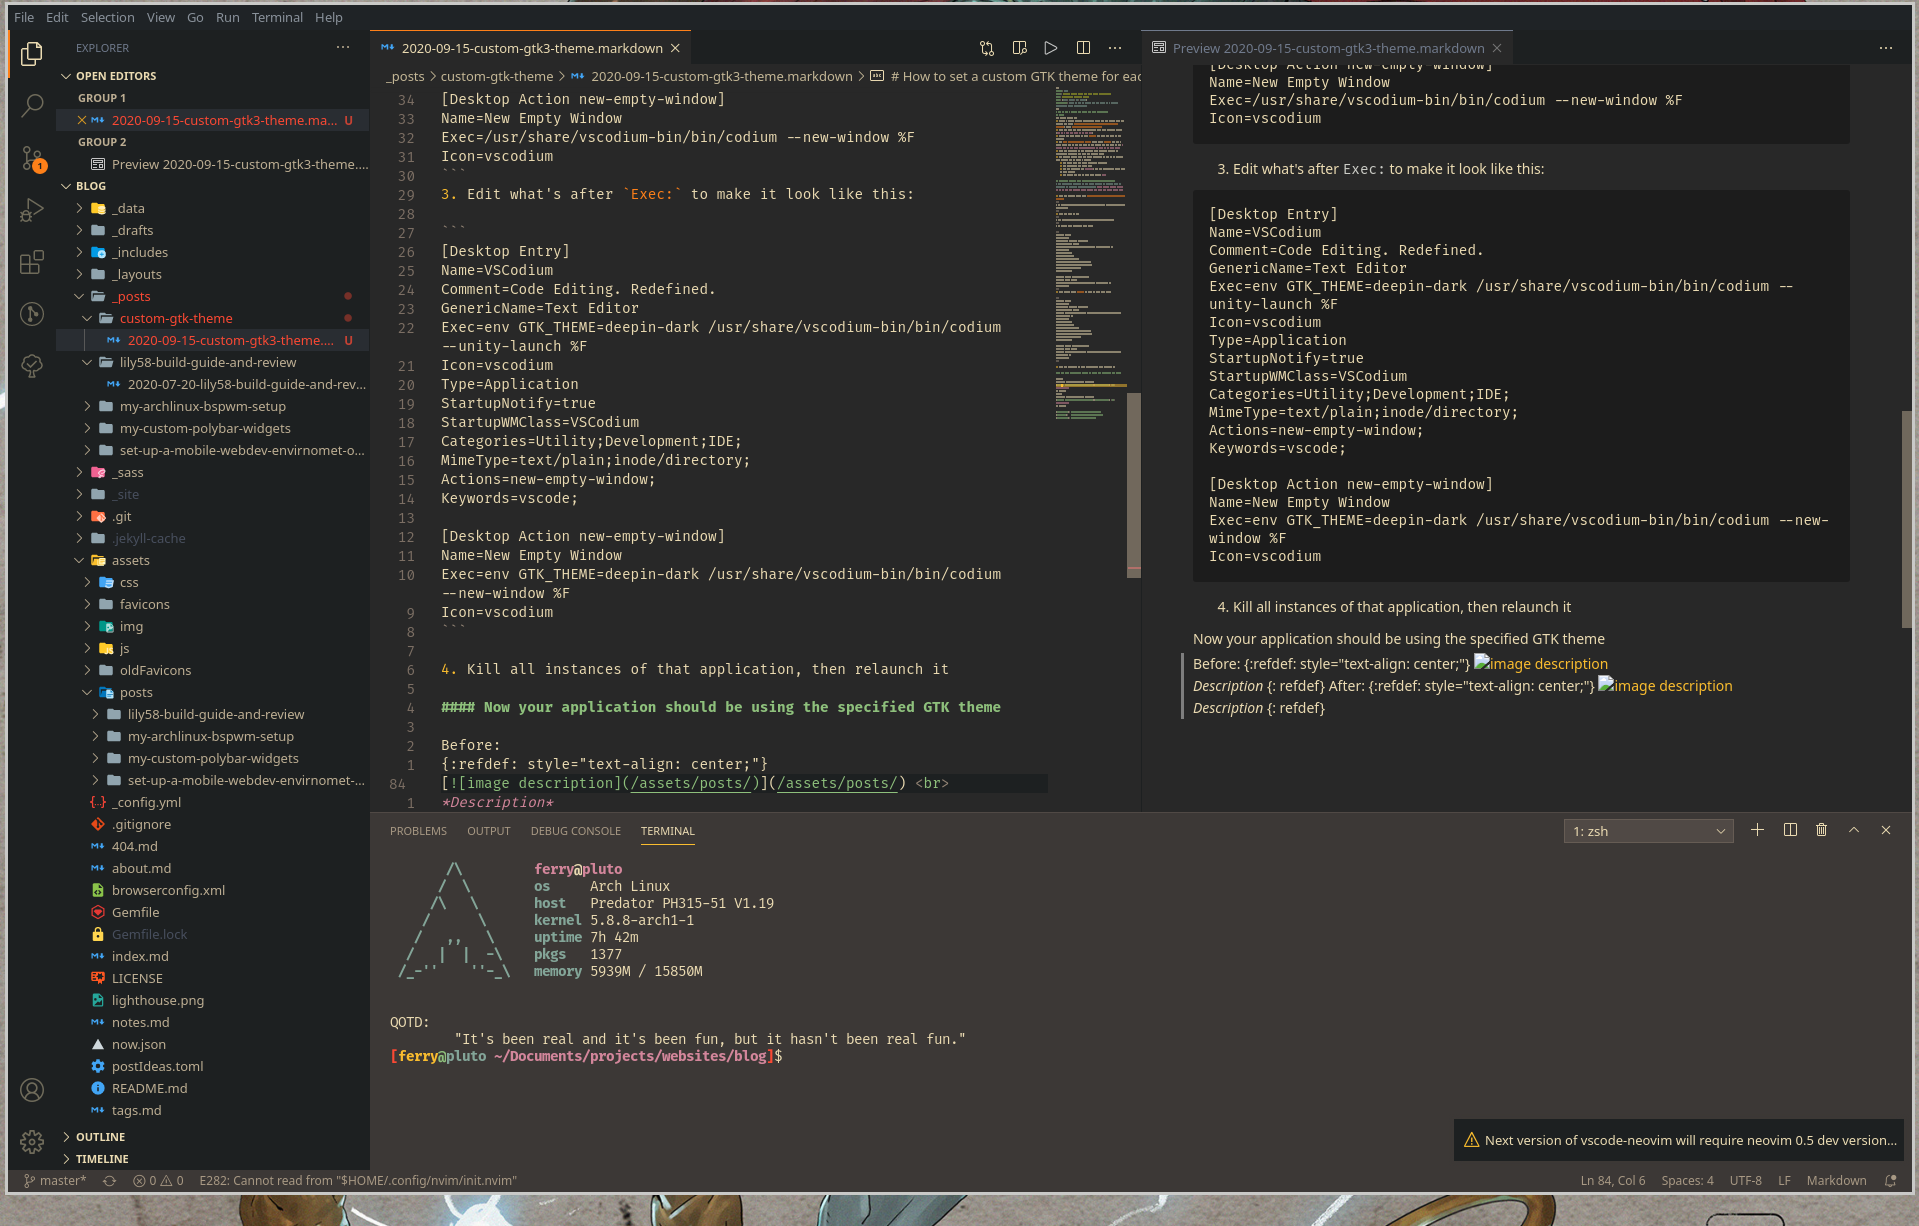 File Edit Selection View Go Run Terminal Help
EXPLORER
OPEN EDITORS
GROUP 1
2020-09-15-custom-gtk3-theme.ma... U
GROUP 2
Preview 2020-09-15-custom-gtk3-theme....
BLOG
_data
_drafts
_includes
_layouts
_posts
custom-gtk-theme
2020-09-15-custom-gtk3-theme.... U
lily58-build-guide-and-review
2020-07-20-lily58-build-guide-and-rev...
my-archlinux-bspwm-setup
my-custom-polybar-widgets
set-up-a-mobile-webdev-envirnomet-o...
_sass
_site
.git
.jekyll-cache
assets
css
favicons
img
js
oldFavicons
posts
lily58-build-guide-and-review
my-archlinux-bspwm-setup
my-custom-polybar-widgets
set-up-a-mobile-webdev-envirnomet-...
_config.yml
.gitignore
404.md
about.md
browserconfig.xml
Gemfile
Gemfile.lock
index.md
LICENSE
lighthouse.png
notes.md
now.json
postIdeas.toml
README.md
tags.md
OUTLINE
TIMELINE
1
2020-09-15-custom-gtk3-theme.markdown
_posts > custom-gtk-theme > 2020-09-15-custom-gtk3-theme.markdown > # How to set a custom GTK theme for eac
34 [Desktop Action new-empty-window]
33 Name=New Empty Window
32 Exec=/usr/share/vscodium-bin/bin/codium --new-window %F
31 Icon=vscodium
30 ```
29 3. Edit what's after `Exec:` to make it look like this:
28
27 ```
26 [Desktop Entry]
25 Name=VSCodium
24 Comment=Code Editing. Redefined.
23 GenericName=Text Editor
22 Exec=env GTK_THEME=deepin-dark /usr/share/vscodium-bin/bin/codium
--unity-launch %F
21 Icon=vscodium
20 Type=Application
19 StartupNotify=true
18 StartupWMClass=VSCodium
17 Categories=Utility;Development;IDE;
16 MimeType=text/plain;inode/directory;
15 Actions=new-empty-window;
14 Keywords=vscode;
13
12 [Desktop Action new-empty-window]
11 Name=New Empty Window
10 Exec=env GTK_THEME=deepin-dark /usr/share/vscodium-bin/bin/codium
--new-window %F
9 Icon=vscodium
8 ```
7
6 4. Kill all instances of that application, then relaunch it
5
4 #### Now your application should be using the specified GTK theme
3
2 Before:
1 {:refdef: style="text-align: center;"}
84 [![image description](/assets/posts/)](/assets/posts/) <br>
1 *Description*
Preview 2020-09-15-custom-gtk3-theme.markdown
[Desktop Action new-empty-window]
Name=New Empty Window
Exec=/usr/share/vscodium-bin/bin/codium --new-window %F
Icon=vscodium
3. Edit what's after Exec: to make it look like this:
[Desktop Entry]
Name=VSCodium
Comment=Code Editing. Redefined.
GenericName=Text Editor
Exec=env GTK_THEME=deepin-dark /usr/share/vscodium-bin/bin/codium --
unity-launch %F
Icon=vscodium
Type=Application
StartupNotify=true
StartupWMClass=VSCodium
Categories=Utility;Development;IDE;
MimeType=text/plain;inode/directory;
Actions=new-empty-window;
Keywords=vscode;
[Desktop Action new-empty-window]
Name=New Empty Window
Exec=env GTK_THEME=deepin-dark /usr/share/vscodium-bin/bin/codium --new-
window %F
Icon=vscodium
4. Kill all instances of that application, then relaunch it
Now your application should be using the specified GTK theme
Before: {:refdef: style="text-align: center;"} image description
Description {: refdef} After: {:refdef: style="text-align: center;"} image description
Description {: refdef}
PROBLEMS OUTPUT DEBUG CONSOLE TERMINAL
1: zsh
ferry@pluto
os Arch Linux
host Predator PH315-51 V1.19
kernel 5.8.8-arch1-1
uptime 7h 42m
pkgs 1377
memory 5939M / 15850M
QOTD:
"It's been real and it's been fun, but it hasn't been real fun."
[ferry@pluto ~/Documents/projects/websites/blog]$
Next version of vscode-neovim will require neovim 0.5 dev version...
master* 0 0 E282: Cannot read from "$HOME/.config/nvim/init.nvim"
Ln 84, Col 6 Spaces: 4 UTF-8 LF Markdown